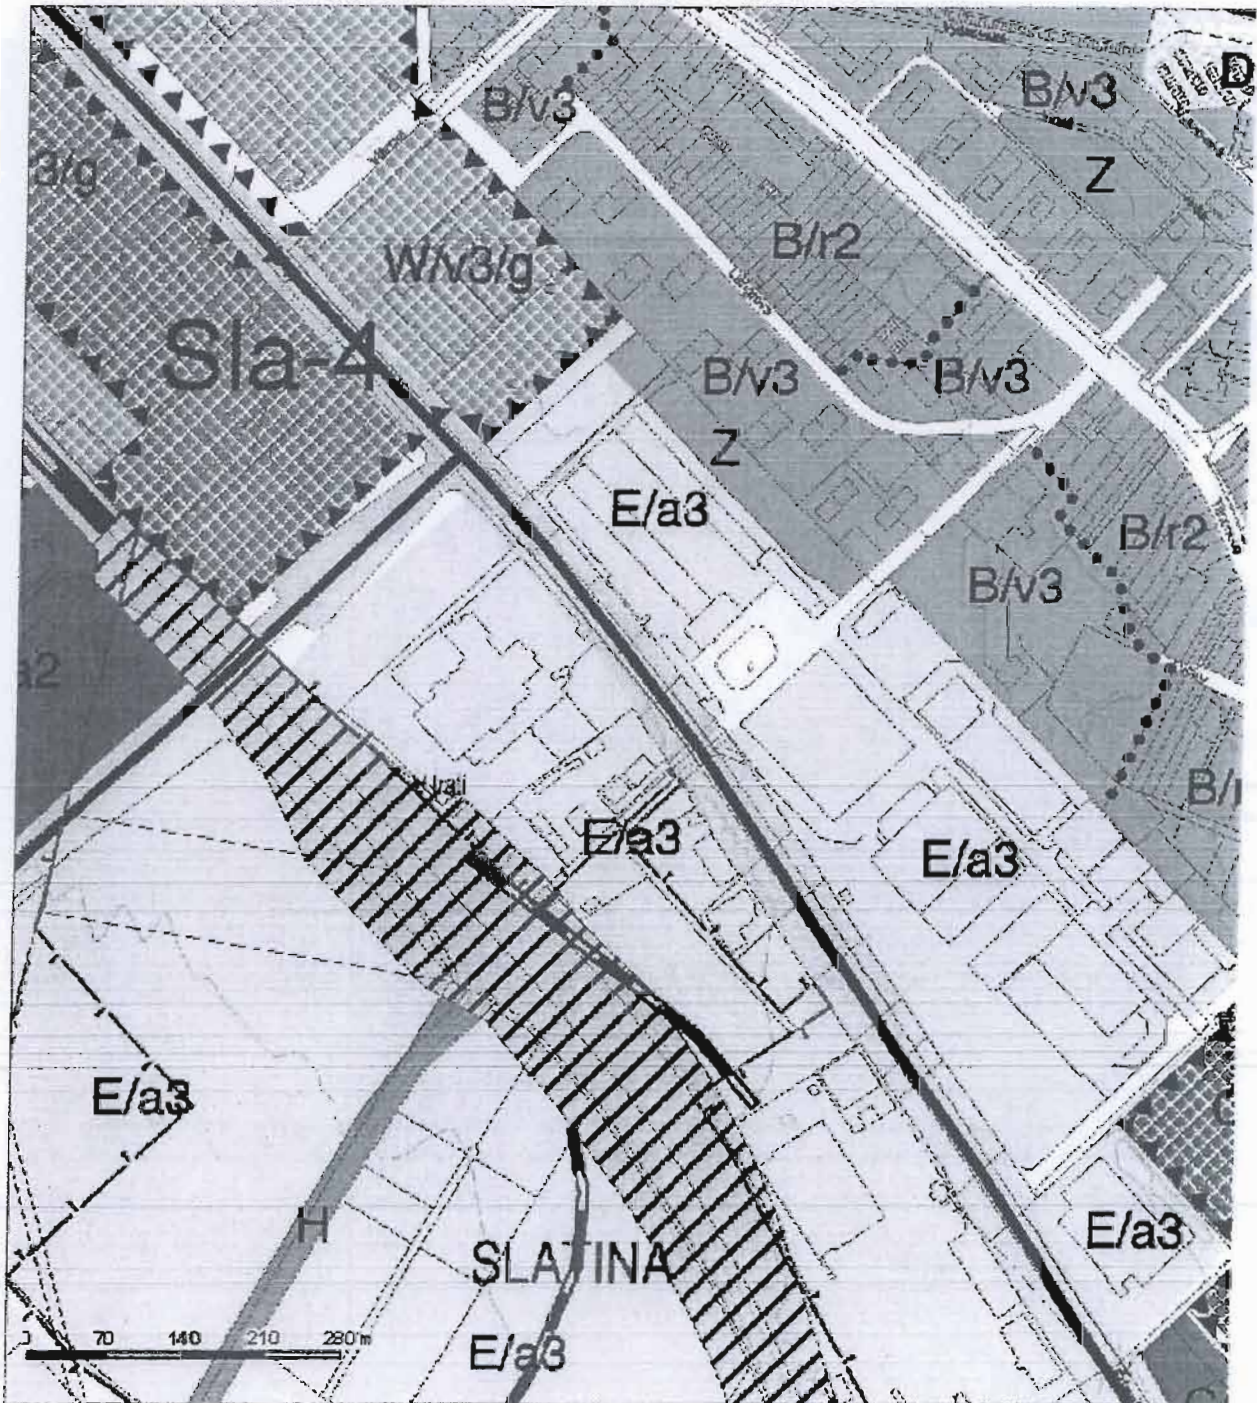 D
B/v3
B/v3
3/g
Z
B/r2
W/v3/g
Sla-4
B/v3
B/v3
Z
E/a3
B/r2
B/v3
a2
B/r
E/a3
E/a3
E/a3
H
E/a3
SLATINA
70 140 210 280 m
E/a3